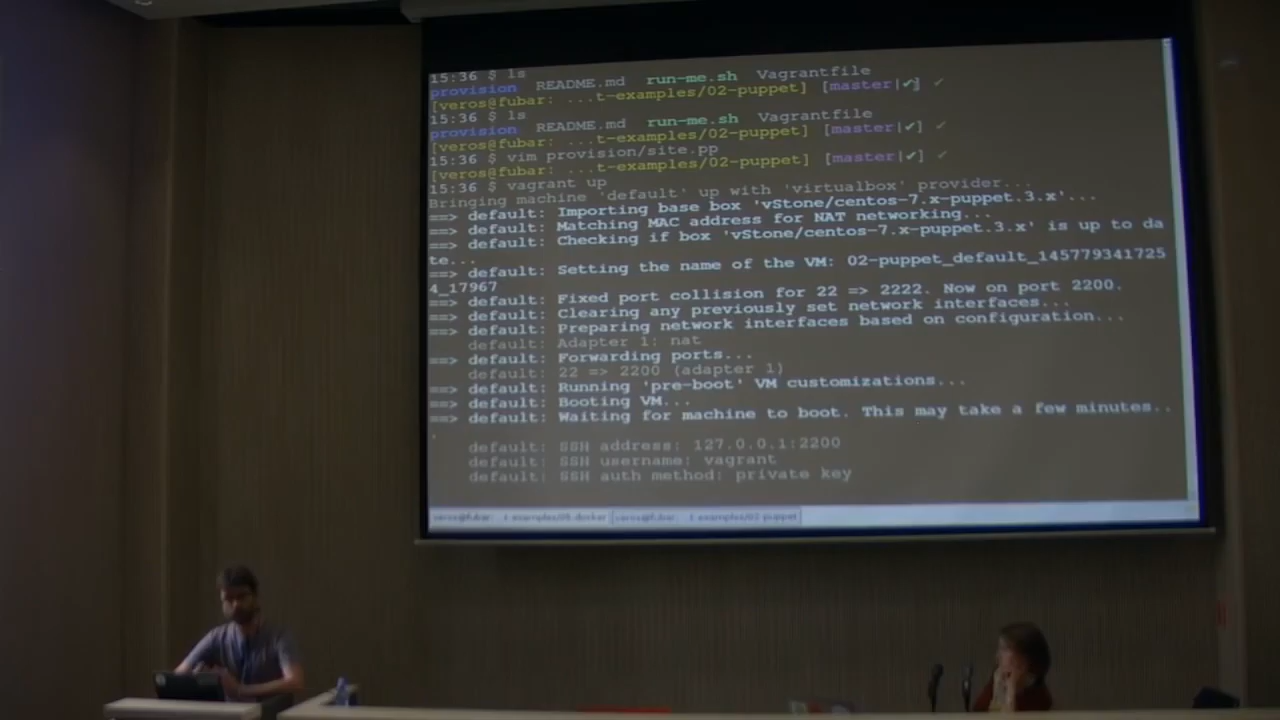 15:36 $ ls
provision  README.md  run-me.sh  Vagrantfile
[veros@fubar: ...t-examples/02-puppet] [master|✔] ✓
15:36 $ ls
provision  README.md  run-me.sh  Vagrantfile
[veros@fubar: ...t-examples/02-puppet] [master|✔] ✓
15:36 $ vim provision/site.pp
[veros@fubar: ...t-examples/02-puppet] [master|✔] ✓
15:36 $ vagrant up
Bringing machine 'default' up with 'virtualbox' provider...
==> default: Importing base box 'vStone/centos-7.x-puppet.3.x'...
==> default: Matching MAC address for NAT networking...
==> default: Checking if box 'vStone/centos-7.x-puppet.3.x' is up to da
te...
==> default: Setting the name of the VM: 02-puppet_default_145779341725
4_17967
==> default: Fixed port collision for 22 => 2222. Now on port 2200.
==> default: Clearing any previously set network interfaces...
==> default: Preparing network interfaces based on configuration...
default: Adapter 1: nat
==> default: Forwarding ports...
default: 22 => 2200 (adapter 1)
==> default: Running 'pre-boot' VM customizations...
==> default: Booting VM...
==> default: Waiting for machine to boot. This may take a few minutes..
.
default: SSH address: 127.0.0.1:2200
default: SSH username: vagrant
default: SSH auth method: private key
veros@fubar: t-examples/02-puppet